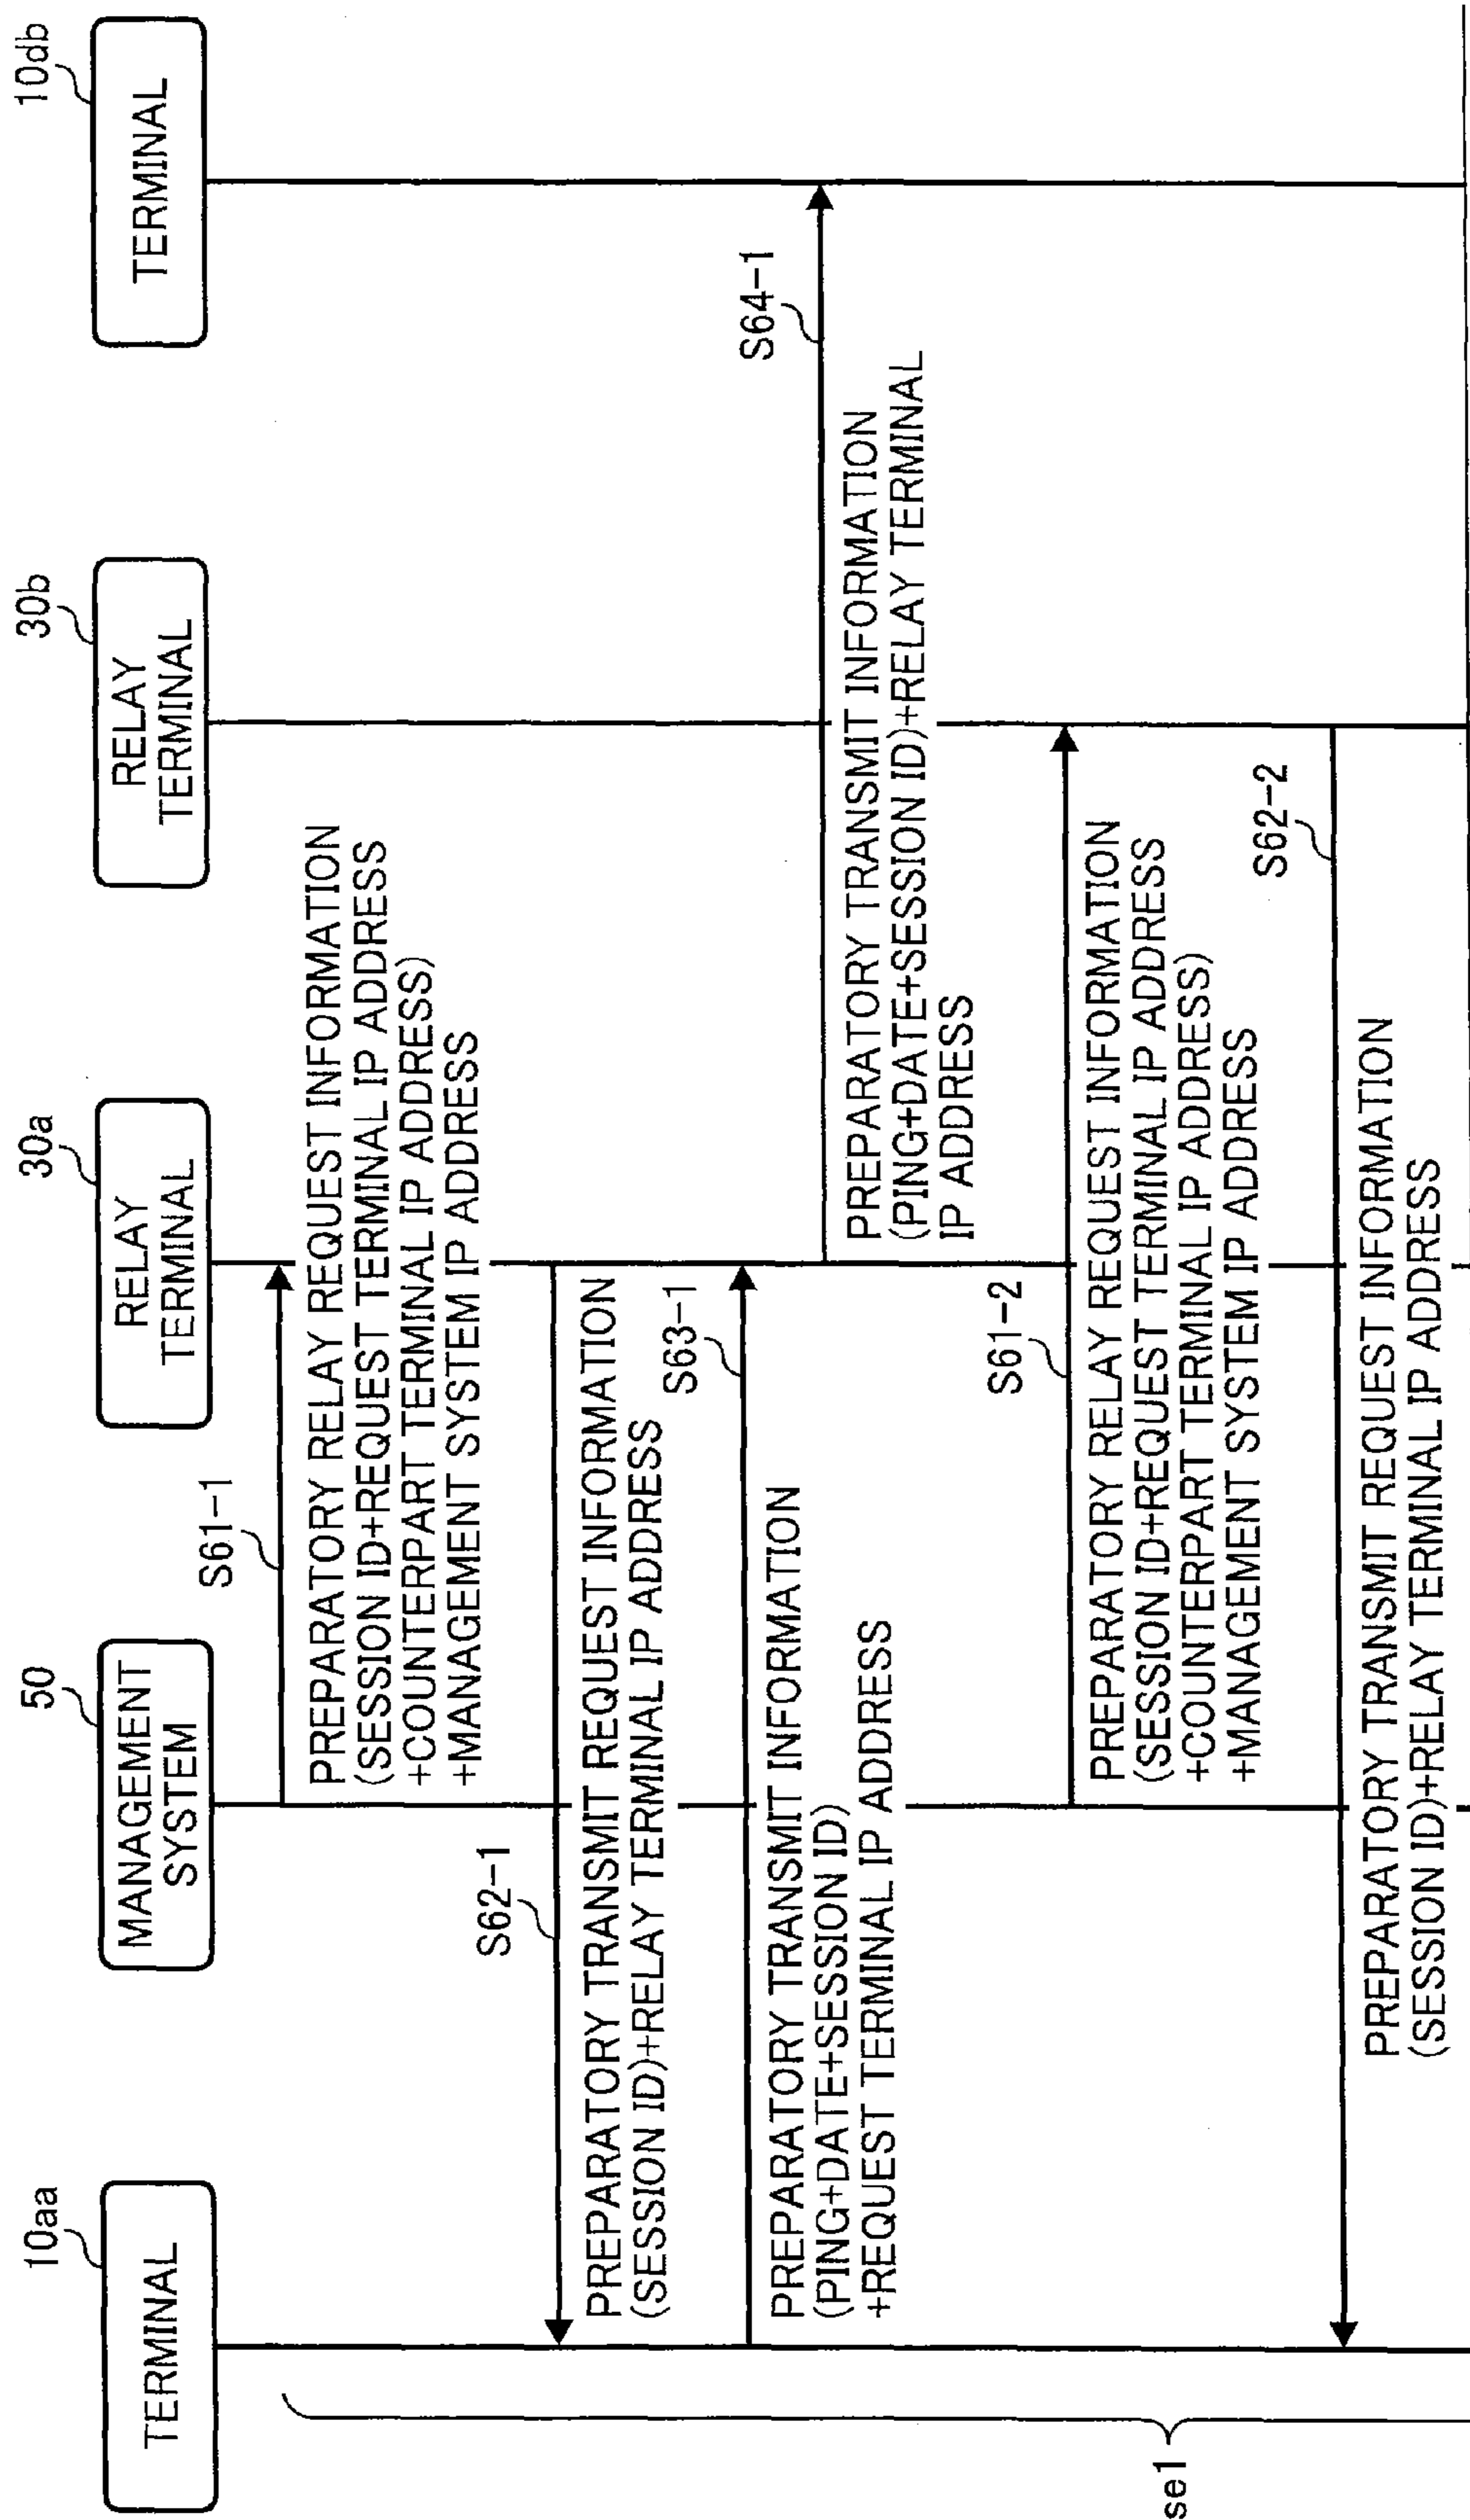 10aa
TERMINAL
50
MANAGEMENT
SYSTEM
30a
RELAY
TERMINAL
30b
RELAY
TERMINAL
10db
TERMINAL
S61-1
PREPARATORY RELAY REQUEST INFORMATION
(SESSION ID+REQUEST TERMINAL IP ADDRESS
+COUNTERPART TERMINAL IP ADDRESS)
+MANAGEMENT SYSTEM IP ADDRESS
S62-1
PREPARATORY TRANSMIT REQUEST INFORMATION
(SESSION ID)+RELAY TERMINAL IP ADDRESS
S63-1
PREPARATORY TRANSMIT INFORMATION
(PING+DATE+SESSION ID)
+REQUEST TERMINAL IP ADDRESS
S64-1
PREPARATORY TRANSMIT INFORMATION
(PING+DATE+SESSION ID)+RELAY TERMINAL
IP ADDRESS
S61-2
PREPARATORY RELAY REQUEST INFORMATION
(SESSION ID+REQUEST TERMINAL IP ADDRESS
+COUNTERPART TERMINAL IP ADDRESS)
+MANAGEMENT SYSTEM IP ADDRESS
S62-2
PREPARATORY TRANSMIT REQUEST INFORMATION
(SESSION ID)+RELAY TERMINAL IP ADDRESS
se1